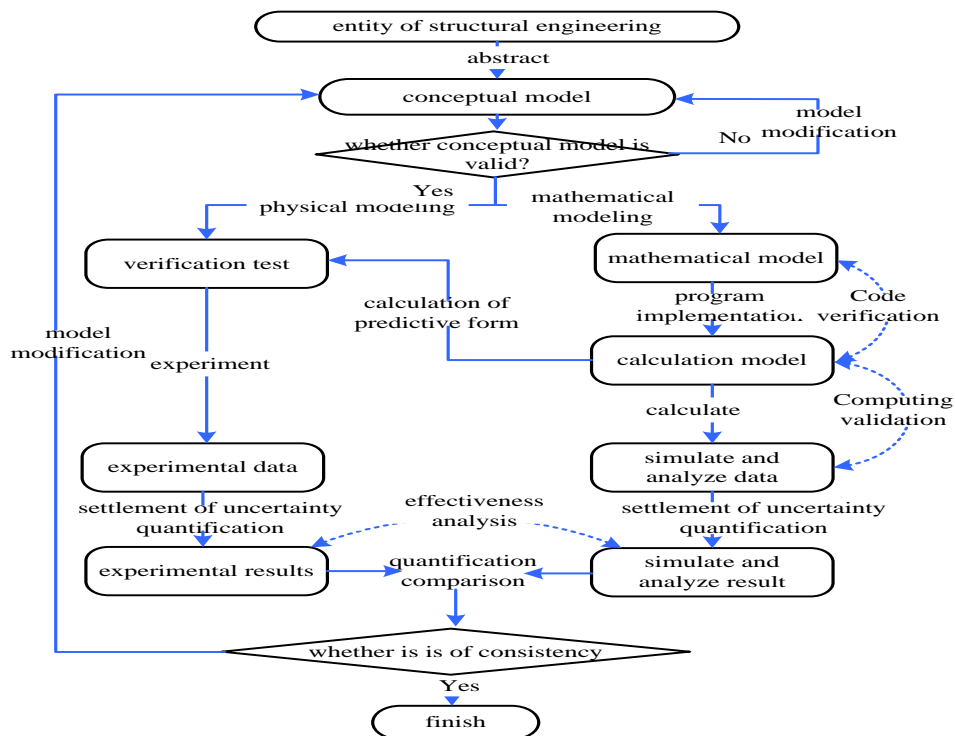 entity of structural engineering
abstract
conceptual model
model
modification
No
whether conceptual model is
valid?
Yes
physical modeling
mathematical
modeling
verification test
mathematical model
calculation of
predictive form
program
implementation.
Code
verification
model
modification
experiment
calculation model
calculate
Computing
validation
experimental data
simulate and
analyze data
settlement of uncertainty
quantification
effectiveness
analysis
settlement of uncertainty
quantification
experimental results
quantification
comparison
simulate and
analyze result
whether is is of consistency
Yes
finish